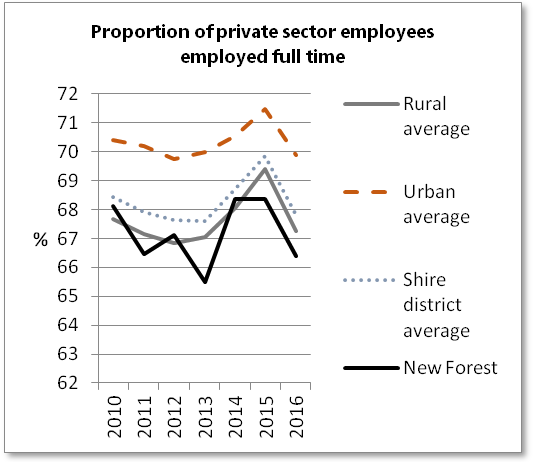 Proportion of private sector employees
employed full time
72
71
70
69
68
67
66
65
64
63
62
%
2010
2011
2012
2013
2014
2015
2016
Rural
average
Urban
average
Shire
district
average
New Forest